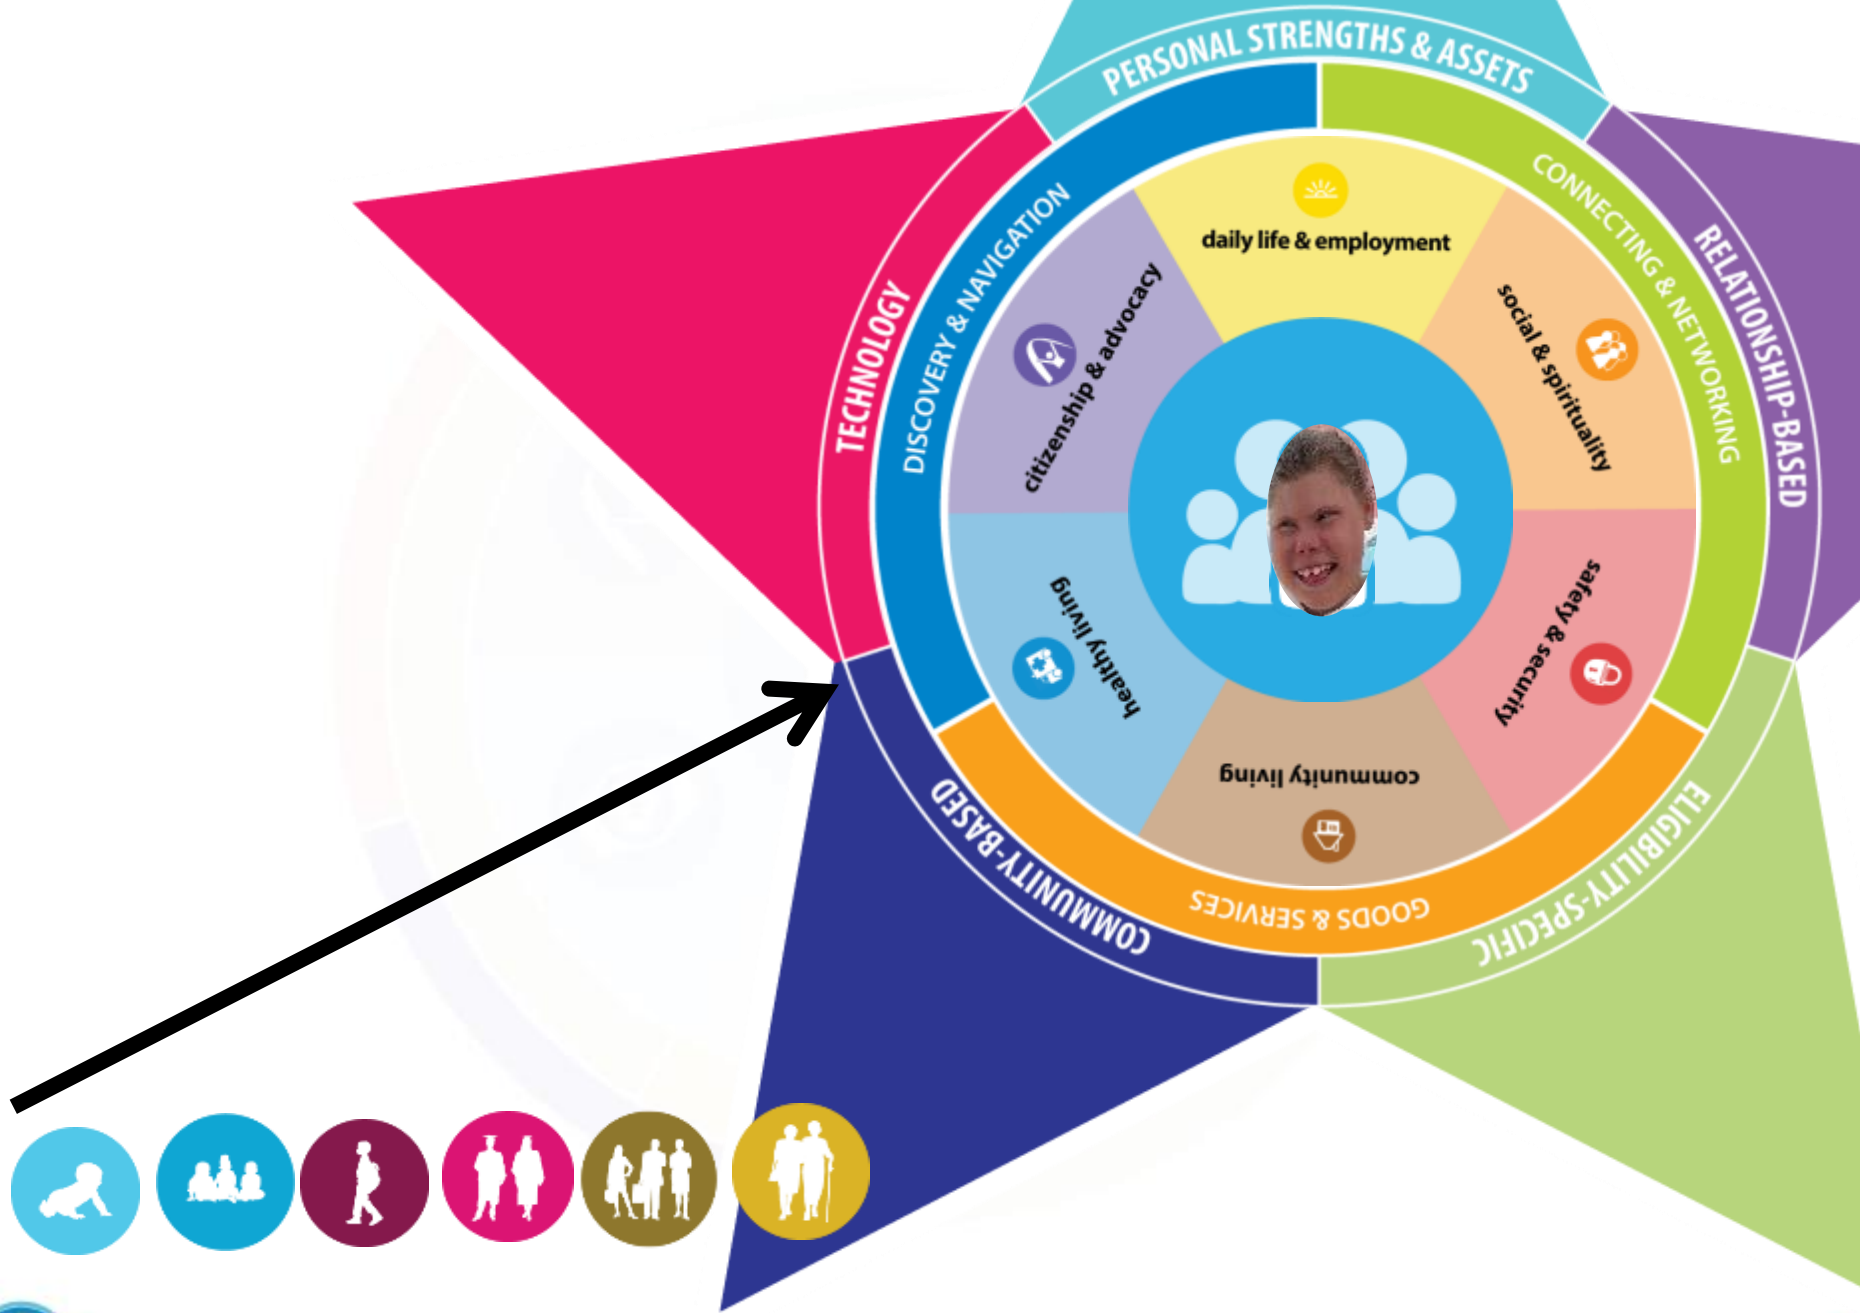 PERSONAL STRENGTHS & ASSETS
TECHNOLOGY
RELATIONSHIP-BASED
COMMUNITY-BASED
ELIGIBILITY-SPECIFIC
DISCOVERY & NAVIGATION
CONNECTING & NETWORKING
GOODS & SERVICES
daily life & employment
citizenship & advocacy
social & spirituality
healthy living
safety & security
community living